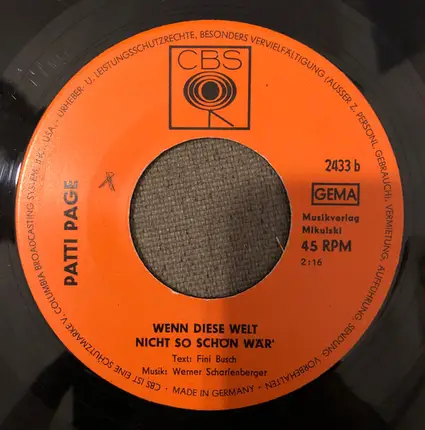 CBS
PATTI PAGE
2433 b
GEMA
Musikverlag
Mikulski
45 RPM
2:16
WENN DIESE WELT
NICHT SO SCHÖN WÄR'
Text: Fini Busch
Musik: Werner Scharfenberger
CBS IST EINE SCHUTZMARKE V. COLUMBIA BROADCASTING SYSTEM, INC., USA · URHEBER- U. LEISTUNGSSCHUTZRECHTE, BESONDERS VERVIELFÄLTIGUNG (AUSSER Z. PERSÖNL. GEBRAUCH), VERMIETUNG, AUFFÜHRUNG, SENDUNG VORBEHALTEN · MADE IN GERMANY ·